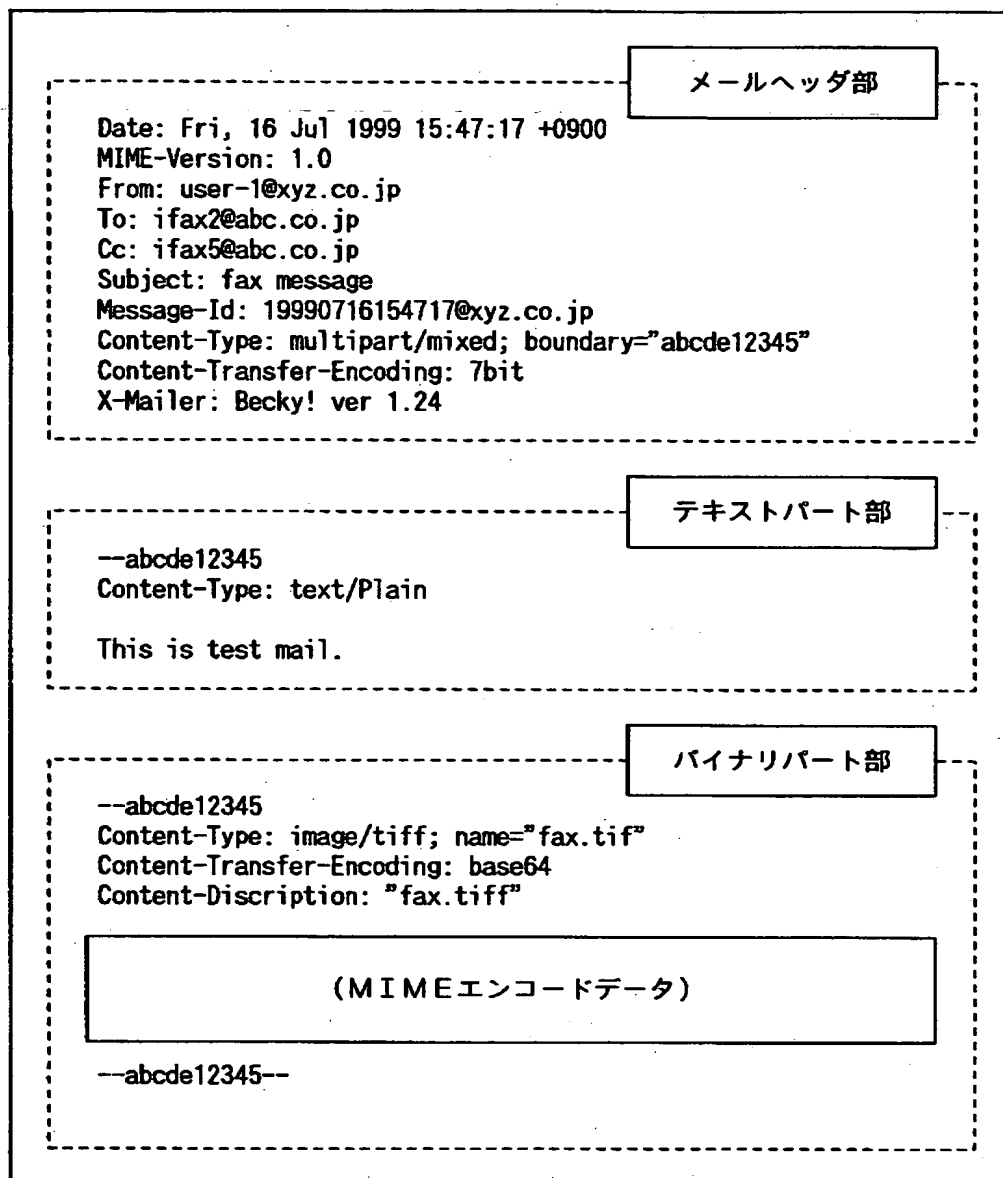 メールヘッダ部
Date: Fri, 16 Jul 1999 15:47:17 +0900
MIME-Version: 1.0
From: user-1@xyz.co.jp
To: ifax2@abc.co.jp
Cc: ifax5@abc.co.jp
Subject: fax message
Message-Id: 19990716154717@xyz.co.jp
Content-Type: multipart/mixed; boundary=”abcde12345”
Content-Transfer-Encoding: 7bit
X-Mailer: Becky! ver 1.24
テキストパート部
--abcde12345
Content-Type: text/Plain
This is test mail.
バイナリパート部
--abcde12345
Content-Type: image/tiff; name=”fax.tif”
Content-Transfer-Encoding: base64
Content-Discription: ”fax.tiff”
(MIMEエンコードデータ)
--abcde12345--